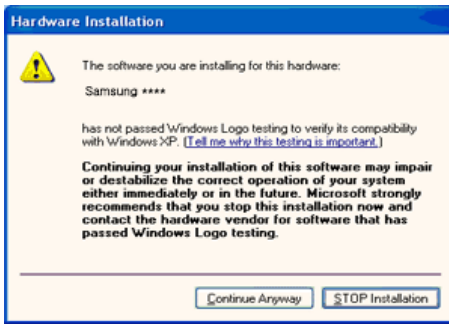 Hardware Installation
The software you are installing for this hardware:
Samsung ****
has not passed Windows Logo testing to verify its compatibility
with Windows XP. (Tell me why this testing is important.)
Continuing your installation of this software may impair
or destabilize the correct operation of your system
either immediately or in the future. Microsoft strongly
recommends that you stop this installation now and
contact the hardware vendor for software that has
passed Windows Logo testing.
Continue Anyway STOP Installation